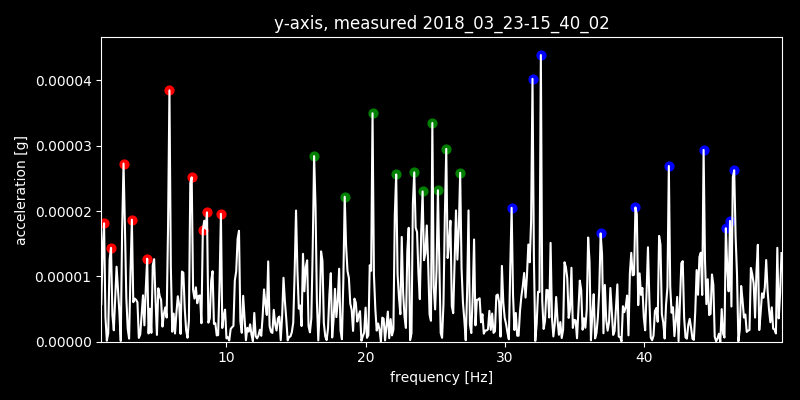 y-axis, measured 2018_03_23-15_40_02
acceleration [g]
0.00004
0.00003
0.00002
0.00001
0.00000
10 20 30 40
frequency [Hz]